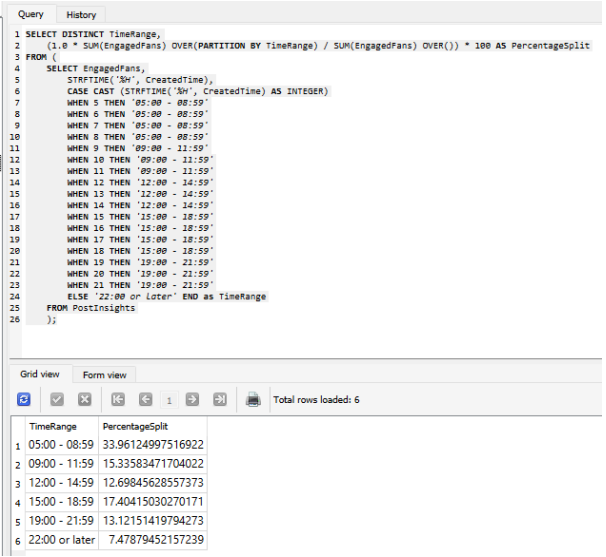 Query History
1 SELECT DISTINCT TimeRange,
2 (1.0 * SUM(EngagedFans) OVER(PARTITION BY TimeRange) / SUM(EngagedFans) OVER()) * 100 AS PercentageSplit
3 FROM (
4 SELECT EngagedFans,
5 STRFTIME('%H', CreatedTime),
6 CASE CAST (STRFTIME('%H', CreatedTime) AS INTEGER)
7 WHEN 5 THEN '05:00 - 08:59'
8 WHEN 6 THEN '05:00 - 08:59'
9 WHEN 7 THEN '05:00 - 08:59'
10 WHEN 8 THEN '05:00 - 08:59'
11 WHEN 9 THEN '09:00 - 11:59'
12 WHEN 10 THEN '09:00 - 11:59'
13 WHEN 11 THEN '09:00 - 11:59'
14 WHEN 12 THEN '12:00 - 14:59'
15 WHEN 13 THEN '12:00 - 14:59'
16 WHEN 14 THEN '12:00 - 14:59'
17 WHEN 15 THEN '15:00 - 18:59'
18 WHEN 16 THEN '15:00 - 18:59'
19 WHEN 17 THEN '15:00 - 18:59'
20 WHEN 18 THEN '15:00 - 18:59'
21 WHEN 19 THEN '19:00 - 21:59'
22 WHEN 20 THEN '19:00 - 21:59'
23 WHEN 21 THEN '19:00 - 21:59'
24 ELSE '22:00 or Later' END as TimeRange
25 FROM PostInsights
26 );
Grid view Form view
1 Total rows loaded: 6
TimeRange PercentageSplit
1 05:00 - 08:59 33.96124997516922
2 09:00 - 11:59 15.33583471704022
3 12:00 - 14:59 12.69845628557373
4 15:00 - 18:59 17.40415030270171
5 19:00 - 21:59 13.12151419794273
6 22:00 or later 7.47879452157239